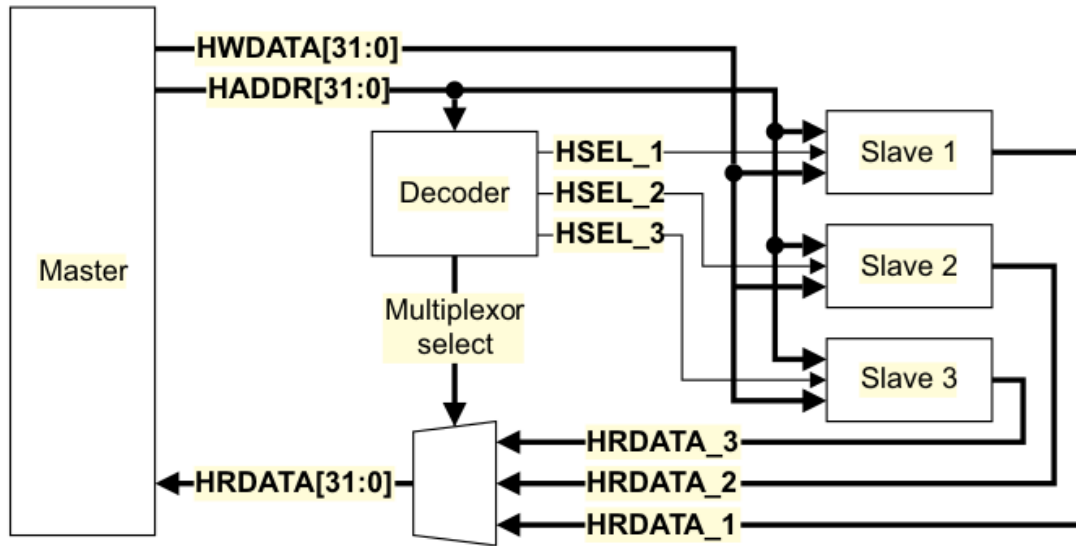 HWDATA[31:0]
HADDR[31:0]
HSEL_1
Slave 1
Decoder
HSEL_2
HSEL_3
Slave 2
Master
Multiplexor
select
Slave 3
HRDATA_3
HRDATA[31:0]
HRDATA_2
HRDATA_1